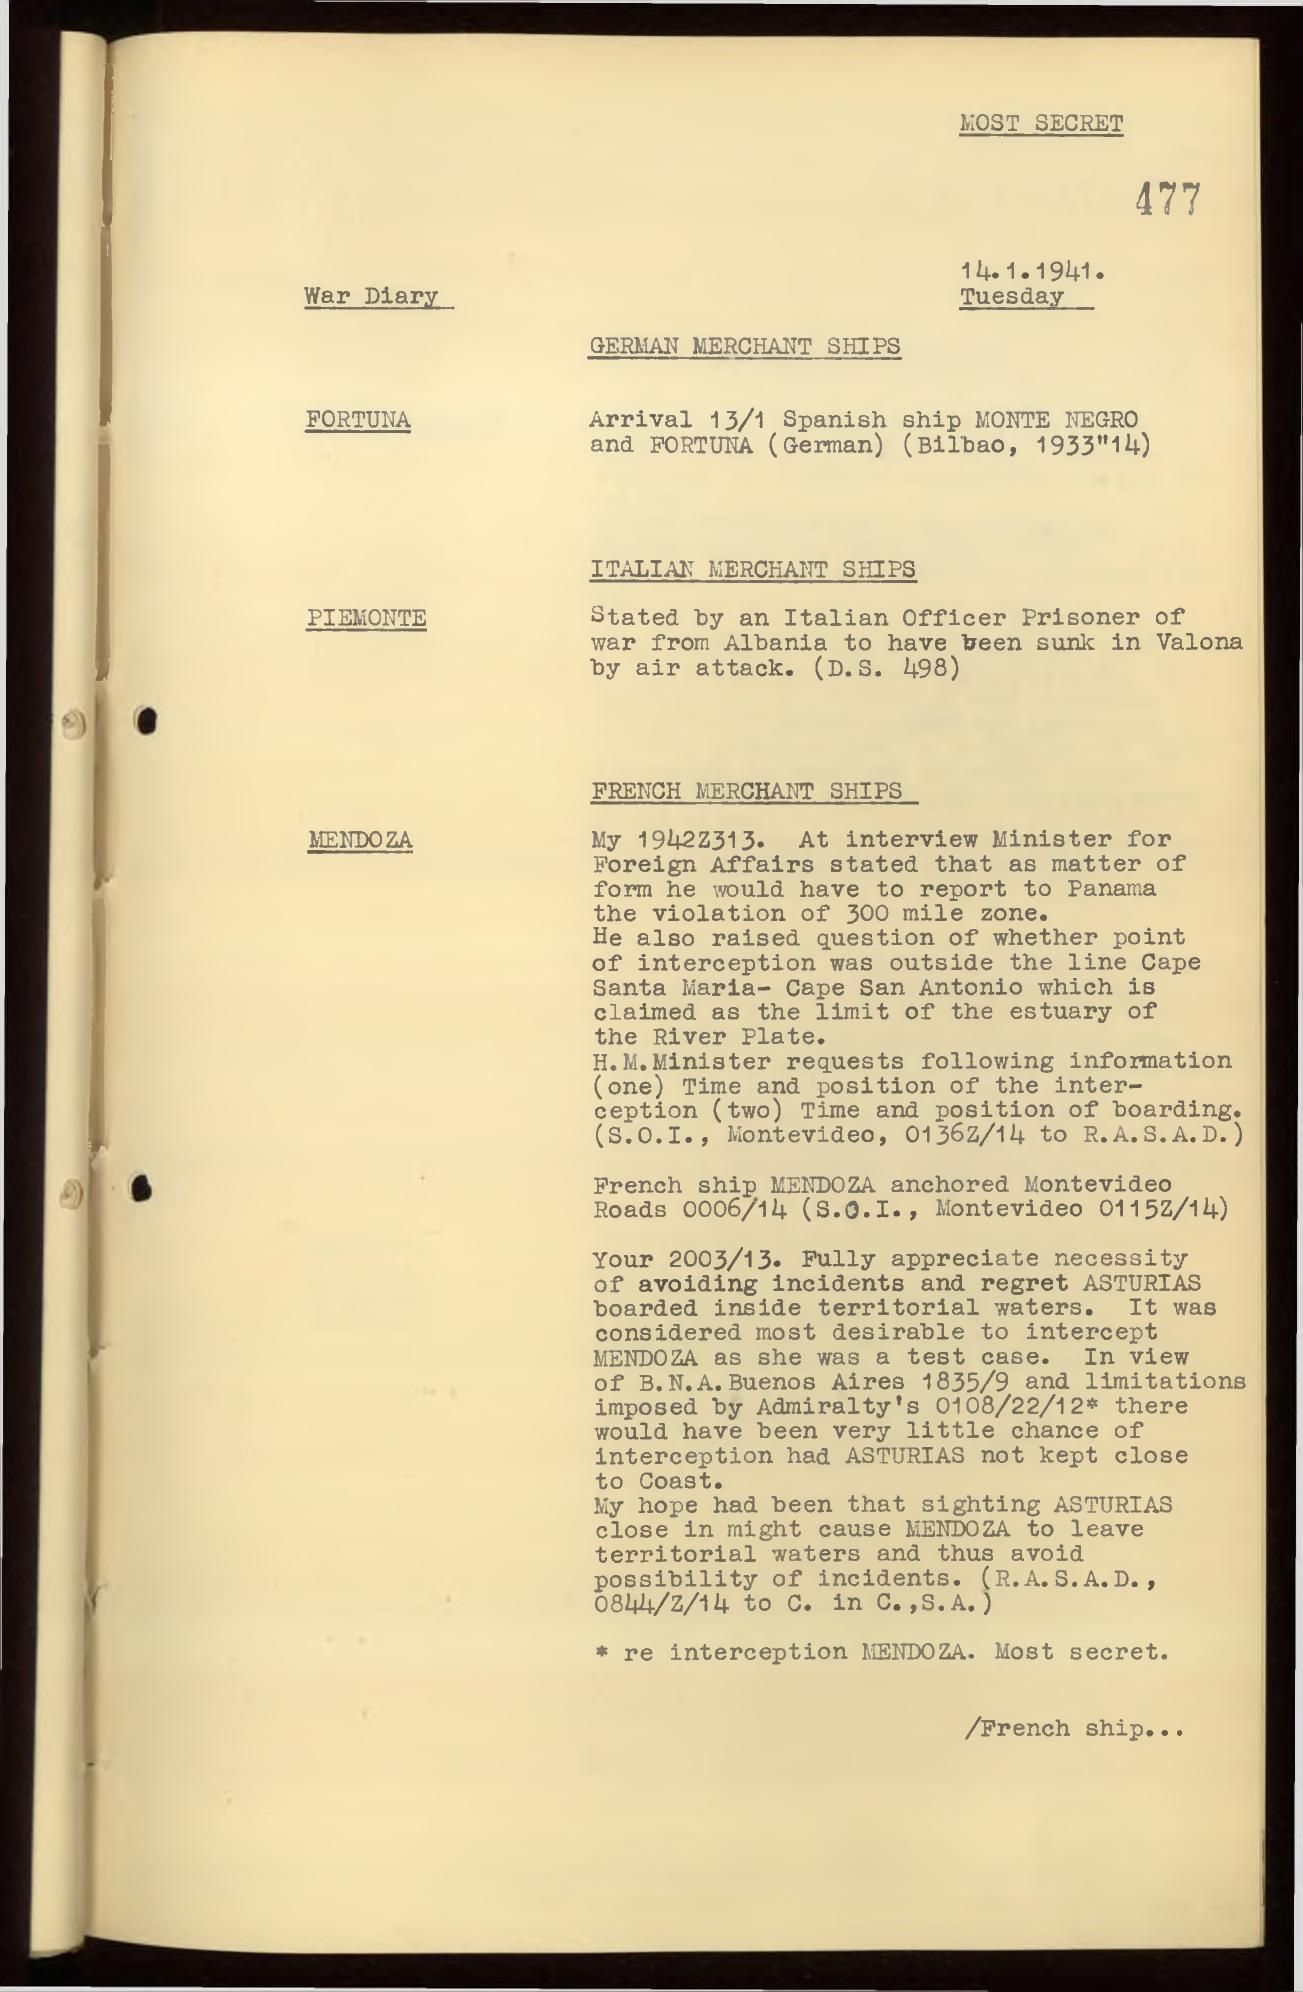 MOST SECRET
477
14.1.1941.
War Diary
Tuesday
GERMAN MERCHANT SHIPS
FORTUNA
Arrival 13/1 Spanish ship MONTE NEGRO
and FORTUNA (German) (Bilbao, 1933"14)
ITALIAN MERCHANT SHIPS
PIEMONTE
Stated by an Italian Officer Prisoner of
war from Albania to have been sunk in Valona
by air attack. (D.S. 498)
FRENCH MERCHANT SHIPS
MENDOZA
My 1942Z313. At interview Minister for
Foreign Affairs stated that as matter of
form he would have to report to Panama
the violation of 300 mile zone.
He also raised question of whether point
of interception was outside the line Cape
Santa Maria- Cape San Antonio which is
claimed as the limit of the estuary of
the River Plate.
H.M.Minister requests following information
(one) Time and position of the inter-
ception (two) Time and position of boarding.
(S.O.I., Montevideo, 0136Z/14 to R.A.S.A.D.)
French ship MENDOZA anchored Montevideo
Roads 0006/14 (S.O.I., Montevideo 0115Z/14)
Your 2003/13. Fully appreciate necessity
of avoiding incidents and regret ASTURIAS
boarded inside territorial waters. It was
considered most desirable to intercept
MENDOZA as she was a test case. In view
of B.N.A.Buenos Aires 1835/9 and limitations
imposed by Admiralty's 0108/22/12* there
would have been very little chance of
interception had ASTURIAS not kept close
to Coast.
My hope had been that sighting ASTURIAS
close in might cause MENDOZA to leave
territorial waters and thus avoid
possibility of incidents. (R.A.S.A.D.,
0844/Z/14 to C. in C.,S.A.)
* re interception MENDOZA. Most secret.
/French ship...